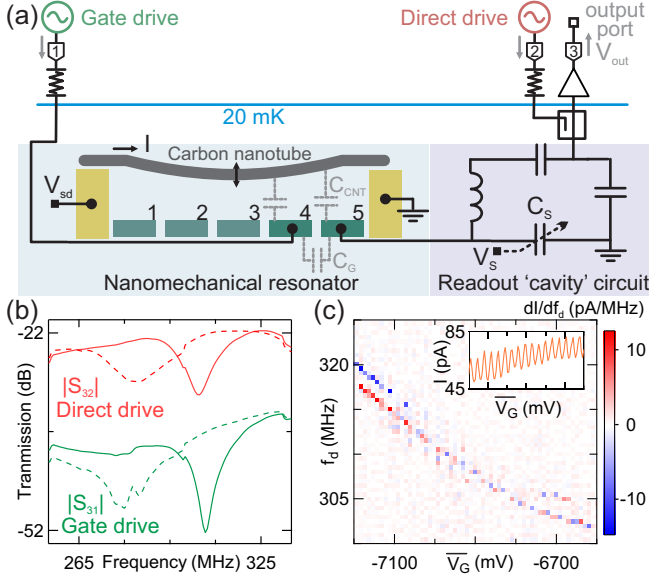 (a)
Gate drive
Direct drive
output
port
V_out
1
2
3
20 mK
I
Carbon nanotube
V_sd
C_CNT
1
2
3
4
5
C_G
C_S
V_S
Nanomechanical resonator
Readout 'cavity' circuit
(b)
-22
|S_32|
Direct drive
|S_31|
Gate drive
-52
Tranmission (dB)
265
Frequency (MHz)
325
(c)
dI/df_d (pA/MHz)
85
I (pA)
45
V_G (mV)
320
f_d (MHz)
305
-7100
V_G (mV)
-6700
10
0
-10